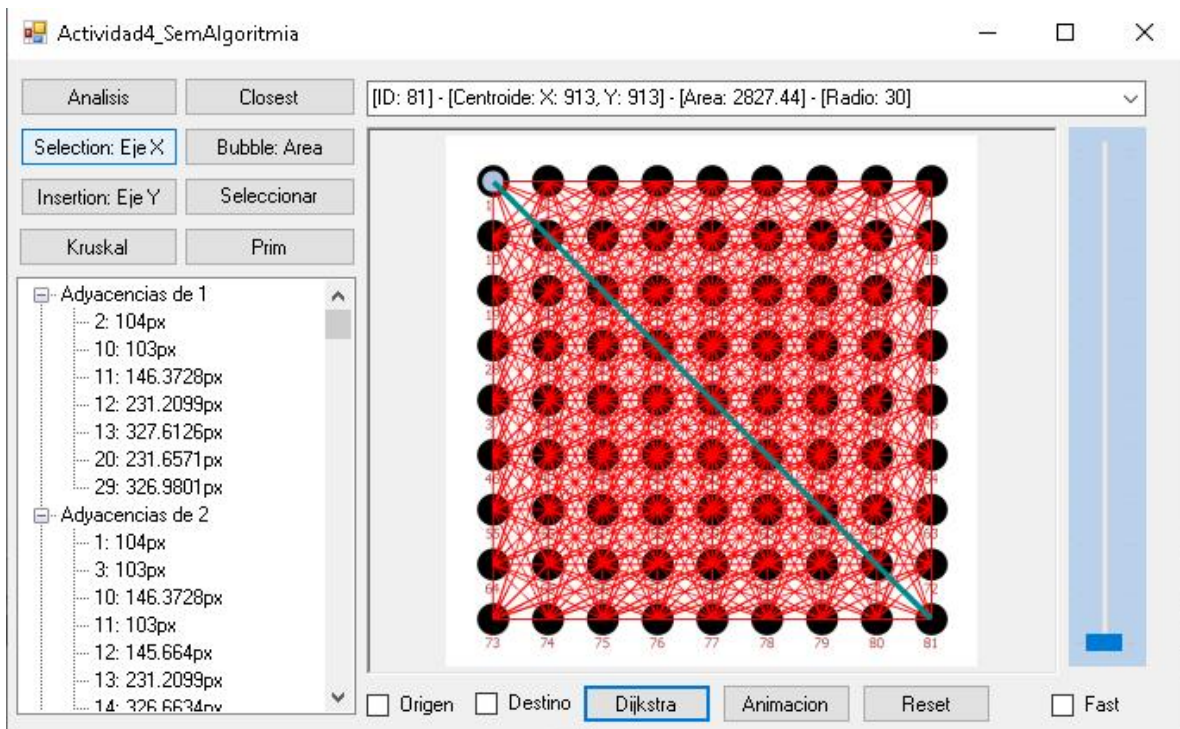 Actividad4_SemAlgoritmia
Analisis
Closest
[ID: 81] - [Centroide: X: 913, Y: 913] - [Area: 2827.44] - [Radio: 30]
Selection: Eje X
Bubble: Area
Insertion: Eje Y
Seleccionar
Kruskal
Prim
Adyacencias de 1
2: 104px
10: 103px
11: 146.3728px
12: 231.2099px
13: 327.6126px
20: 231.6571px
29: 326.9801px
Adyacencias de 2
1: 104px
3: 103px
10: 146.3728px
11: 103px
12: 145.664px
13: 231.2099px
14: 326.6634px
73 74 75 76 77 78 79 80 81
Origen
Destino
Dijkstra
Animacion
Reset
Fast